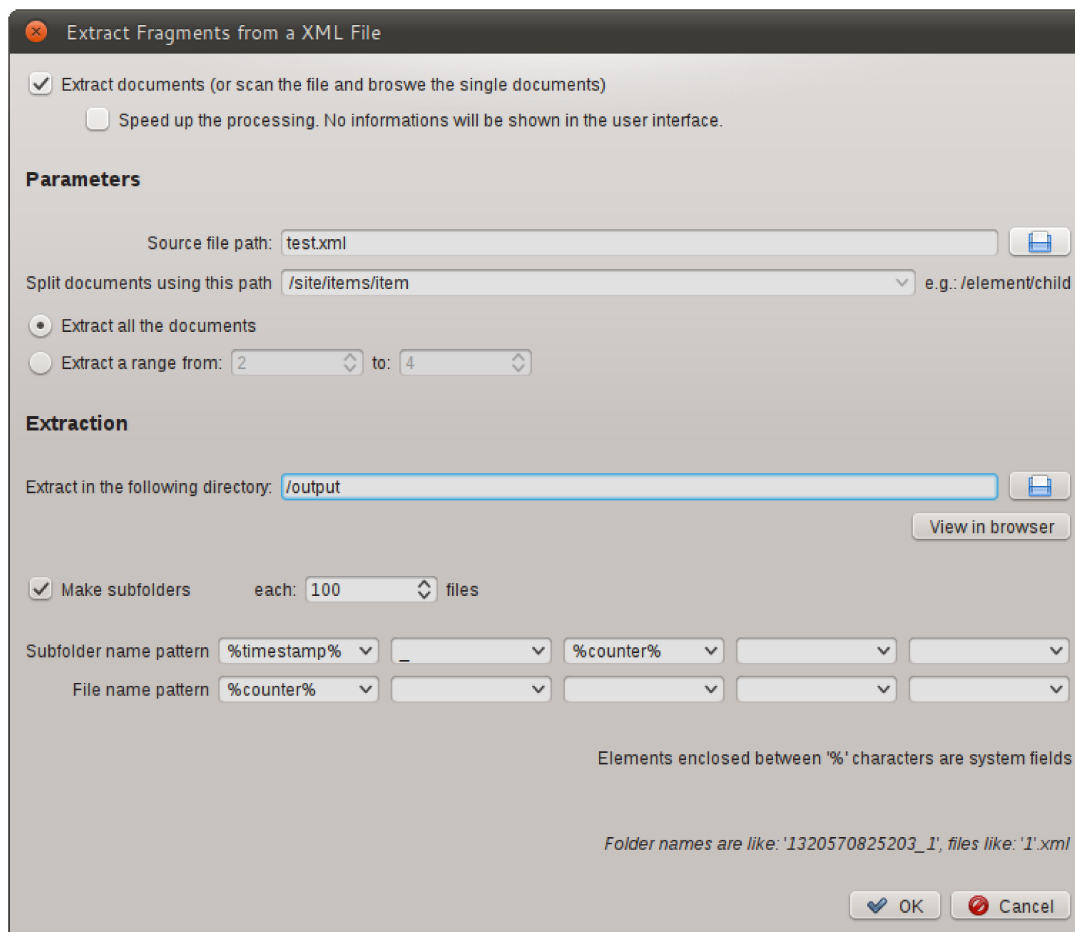 Extract Fragments from a XML File
Extract documents (or scan the file and broswe the single documents)
Speed up the processing. No informations will be shown in the user interface.
Parameters
Source file path: test.xml
Split documents using this path /site/items/item e.g.: /element/child
Extract all the documents
Extract a range from: 2 to: 4
Extraction
Extract in the following directory: /output
View in browser
Make subfolders each: 100 files
Subfolder name pattern %timestamp% _ %counter%
File name pattern %counter%
Elements enclosed between '%' characters are system fields
Folder names are like: '1320570825203_1', files like: '1'.xml
OK Cancel